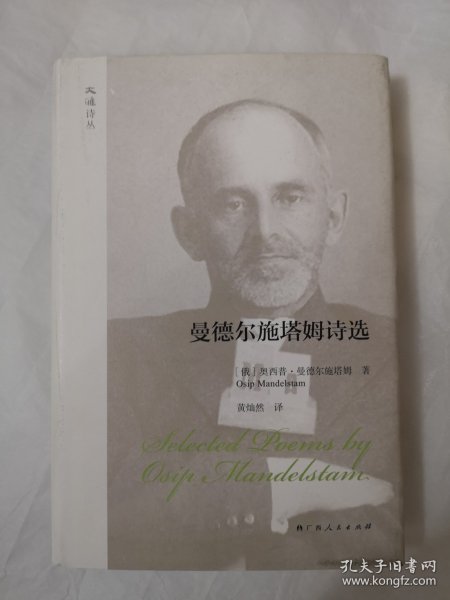 大雅诗丛
曼德尔施塔姆诗选
［俄］奥西普·曼德尔施塔姆 著
Osip Mandelstam
黄灿然 译
Selected Poems by
Osip Mandelstam
广西人民出版社
孔夫子旧书网
www.kongfz.com